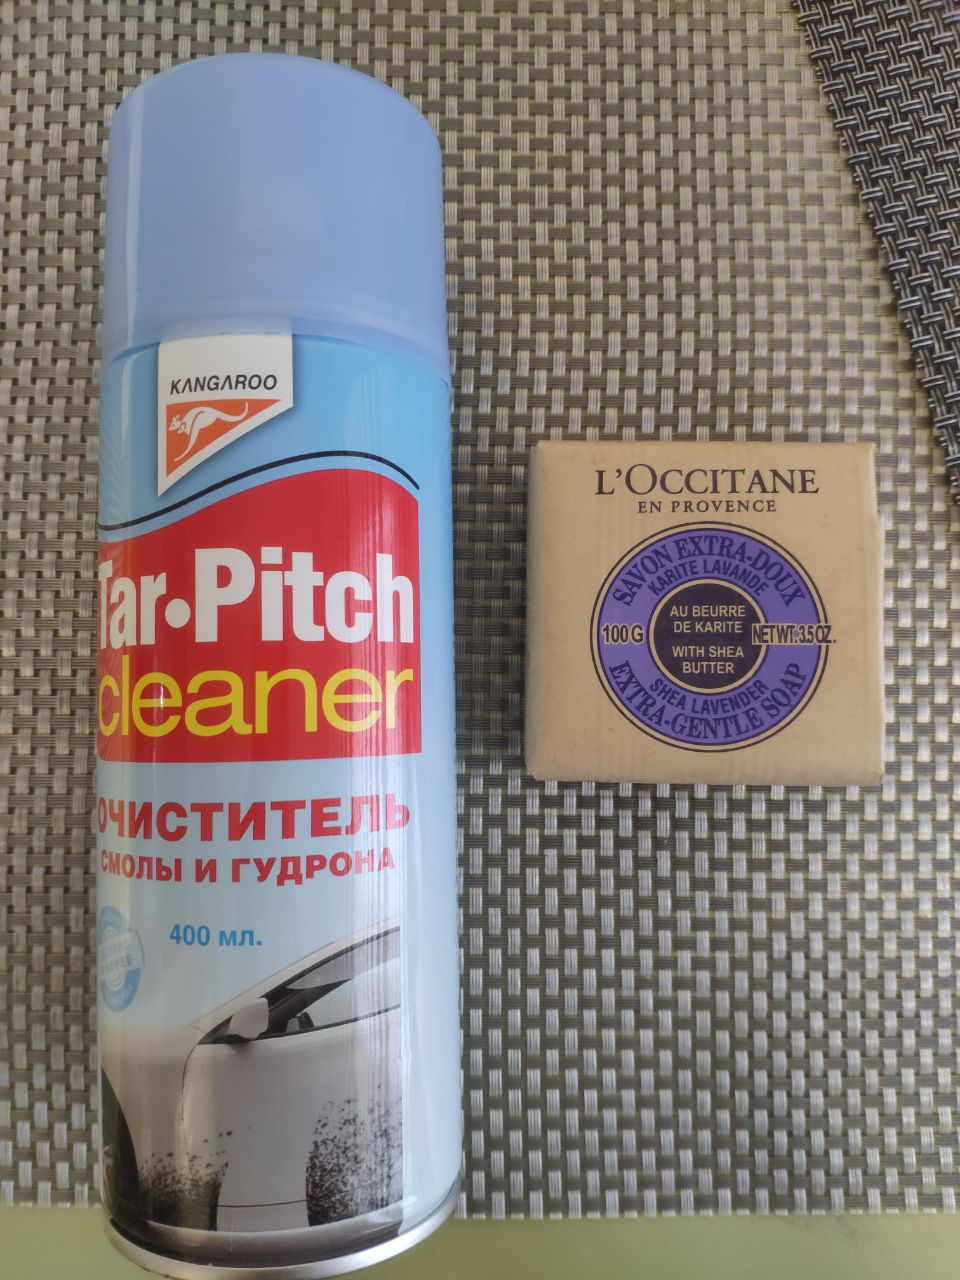 KANGAROO
Tar•Pitch
cleaner
ОЧИСТИТЕЛЬ
СМОЛЫ И ГУДРОНА
400 мл.
L'OCCITANE
EN PROVENCE
SAVON EXTRA-DOUX
KARITE LAVANDE
AU BEURRE
DE KARITE
100 G
NET WT. 3.5 OZ.
WITH SHEA
BUTTER
SHEA LAVENDER
EXTRA-GENTLE SOAP